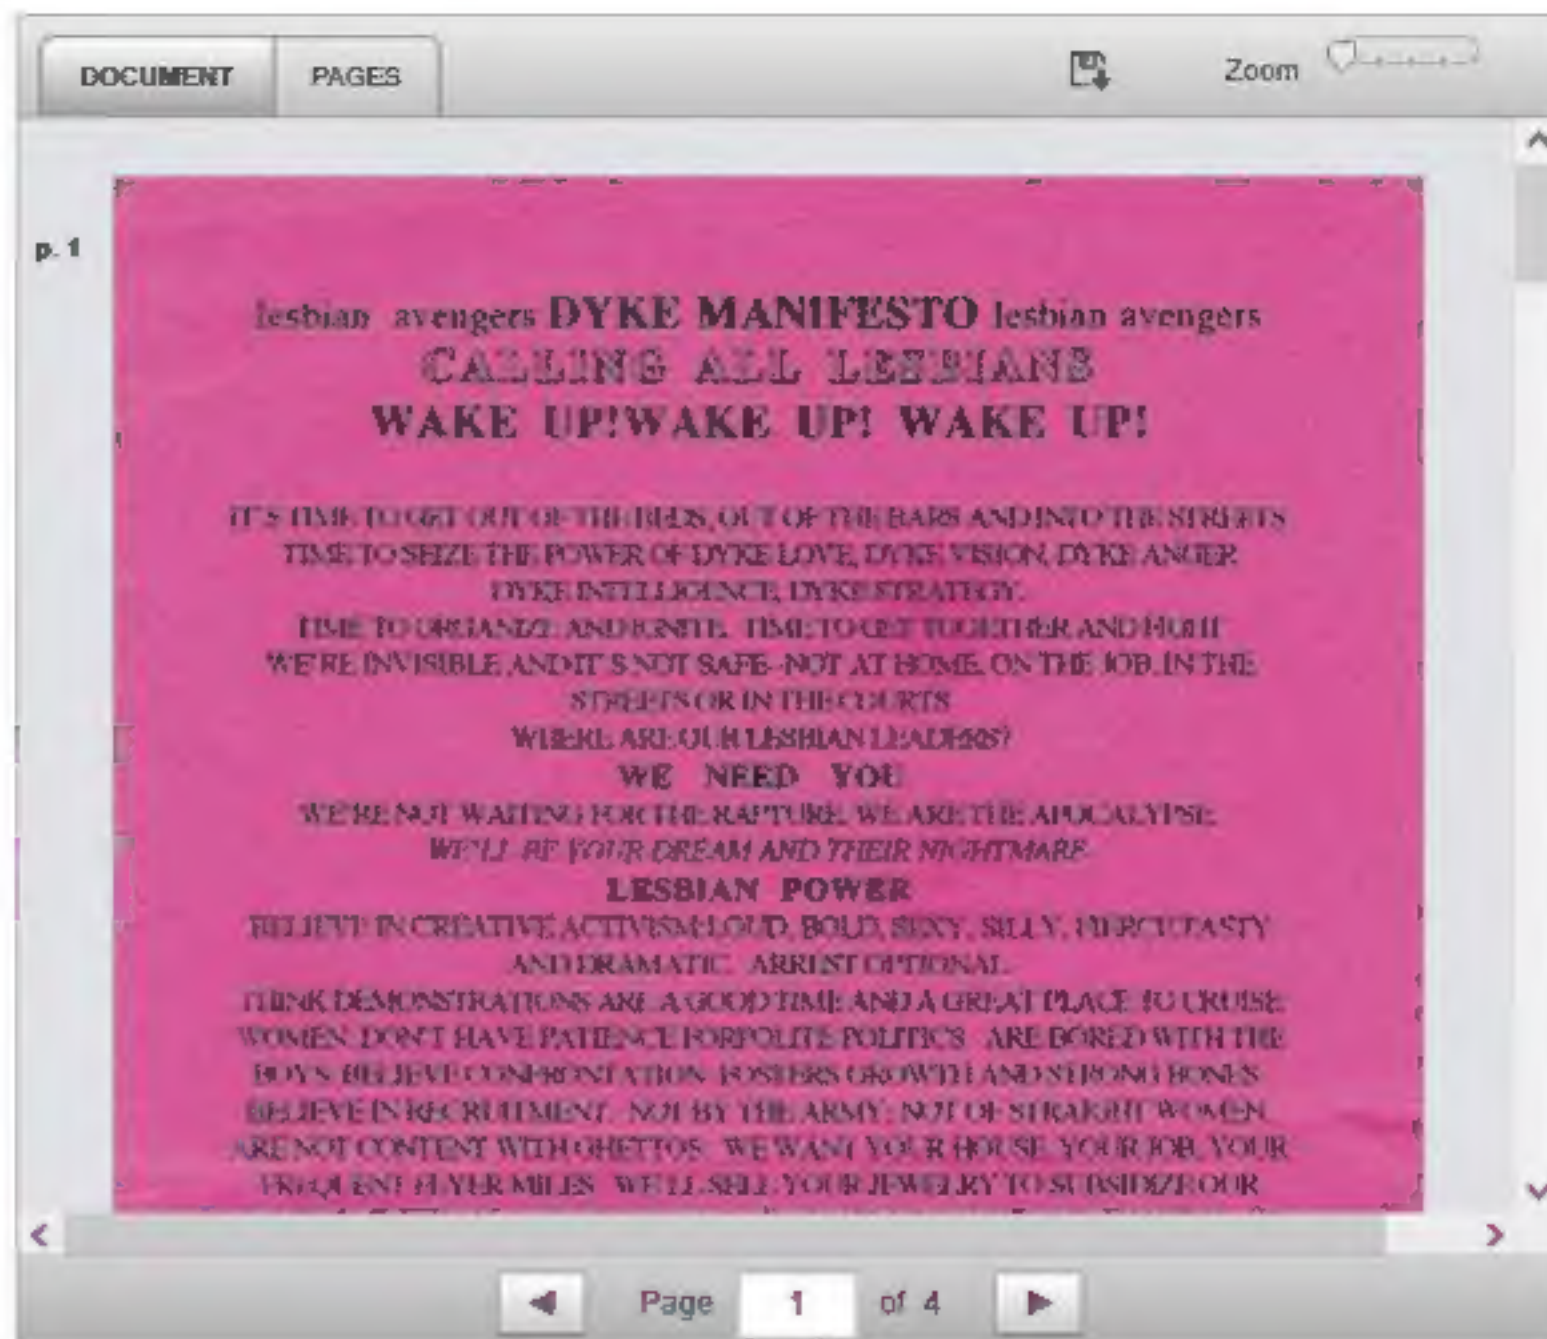 DOCUMENT PAGES Zoom
p. 1
lesbian avengers DYKE MANIFESTO lesbian avengers
CALLING ALL LESBIANS
WAKE UP!WAKE UP! WAKE UP!
IT'S TIME TO GET OUT OF THE BEDS, OUT OF THE BARS AND INTO THE STREETS
TIME TO SEIZE THE POWER OF DYKE LOVE, DYKE VISION, DYKE ANGER
DYKE INTELLIGENCE, DYKE STRATEGY.
TIME TO ORGANIZE AND IGNITE. TIME TO GET TOGETHER AND FIGHT
WE'RE INVISIBLE AND IT'S NOT SAFE--NOT AT HOME, ON THE JOB, IN THE
STREETS OR IN THE COURTS
WHERE ARE OUR LESBIAN LEADERS?
WE NEED YOU
WE'RE NOT WAITING FOR THE RAPTURE. WE ARE THE APOCALYPSE.
WE'LL BE YOUR DREAM AND THEIR NIGHTMARE.
LESBIAN POWER
BELIEVE IN CREATIVE ACTIVISM: LOUD, BOLD, SEXY, SILLY, FIERCE, TASTY
AND DRAMATIC. ARREST OPTIONAL.
THINK DEMONSTRATIONS ARE A GOOD TIME AND A GREAT PLACE TO CRUISE
WOMEN. DON'T HAVE PATIENCE FOR POLITE POLITICS. ARE BORED WITH THE
BOYS. BELIEVE CONFRONTATION FOSTERS GROWTH AND STRONG BONES.
BELIEVE IN RECRUITMENT. NOT BY THE ARMY; NOT OF STRAIGHT WOMEN.
ARE NOT CONTENT WITH GHETTOS. WE WANT YOUR HOUSE, YOUR JOB, YOUR
FREQUENT FLYER MILES. WE'LL SELL YOUR JEWELRY TO SUBSIDIZE OUR
Page 1 of 4